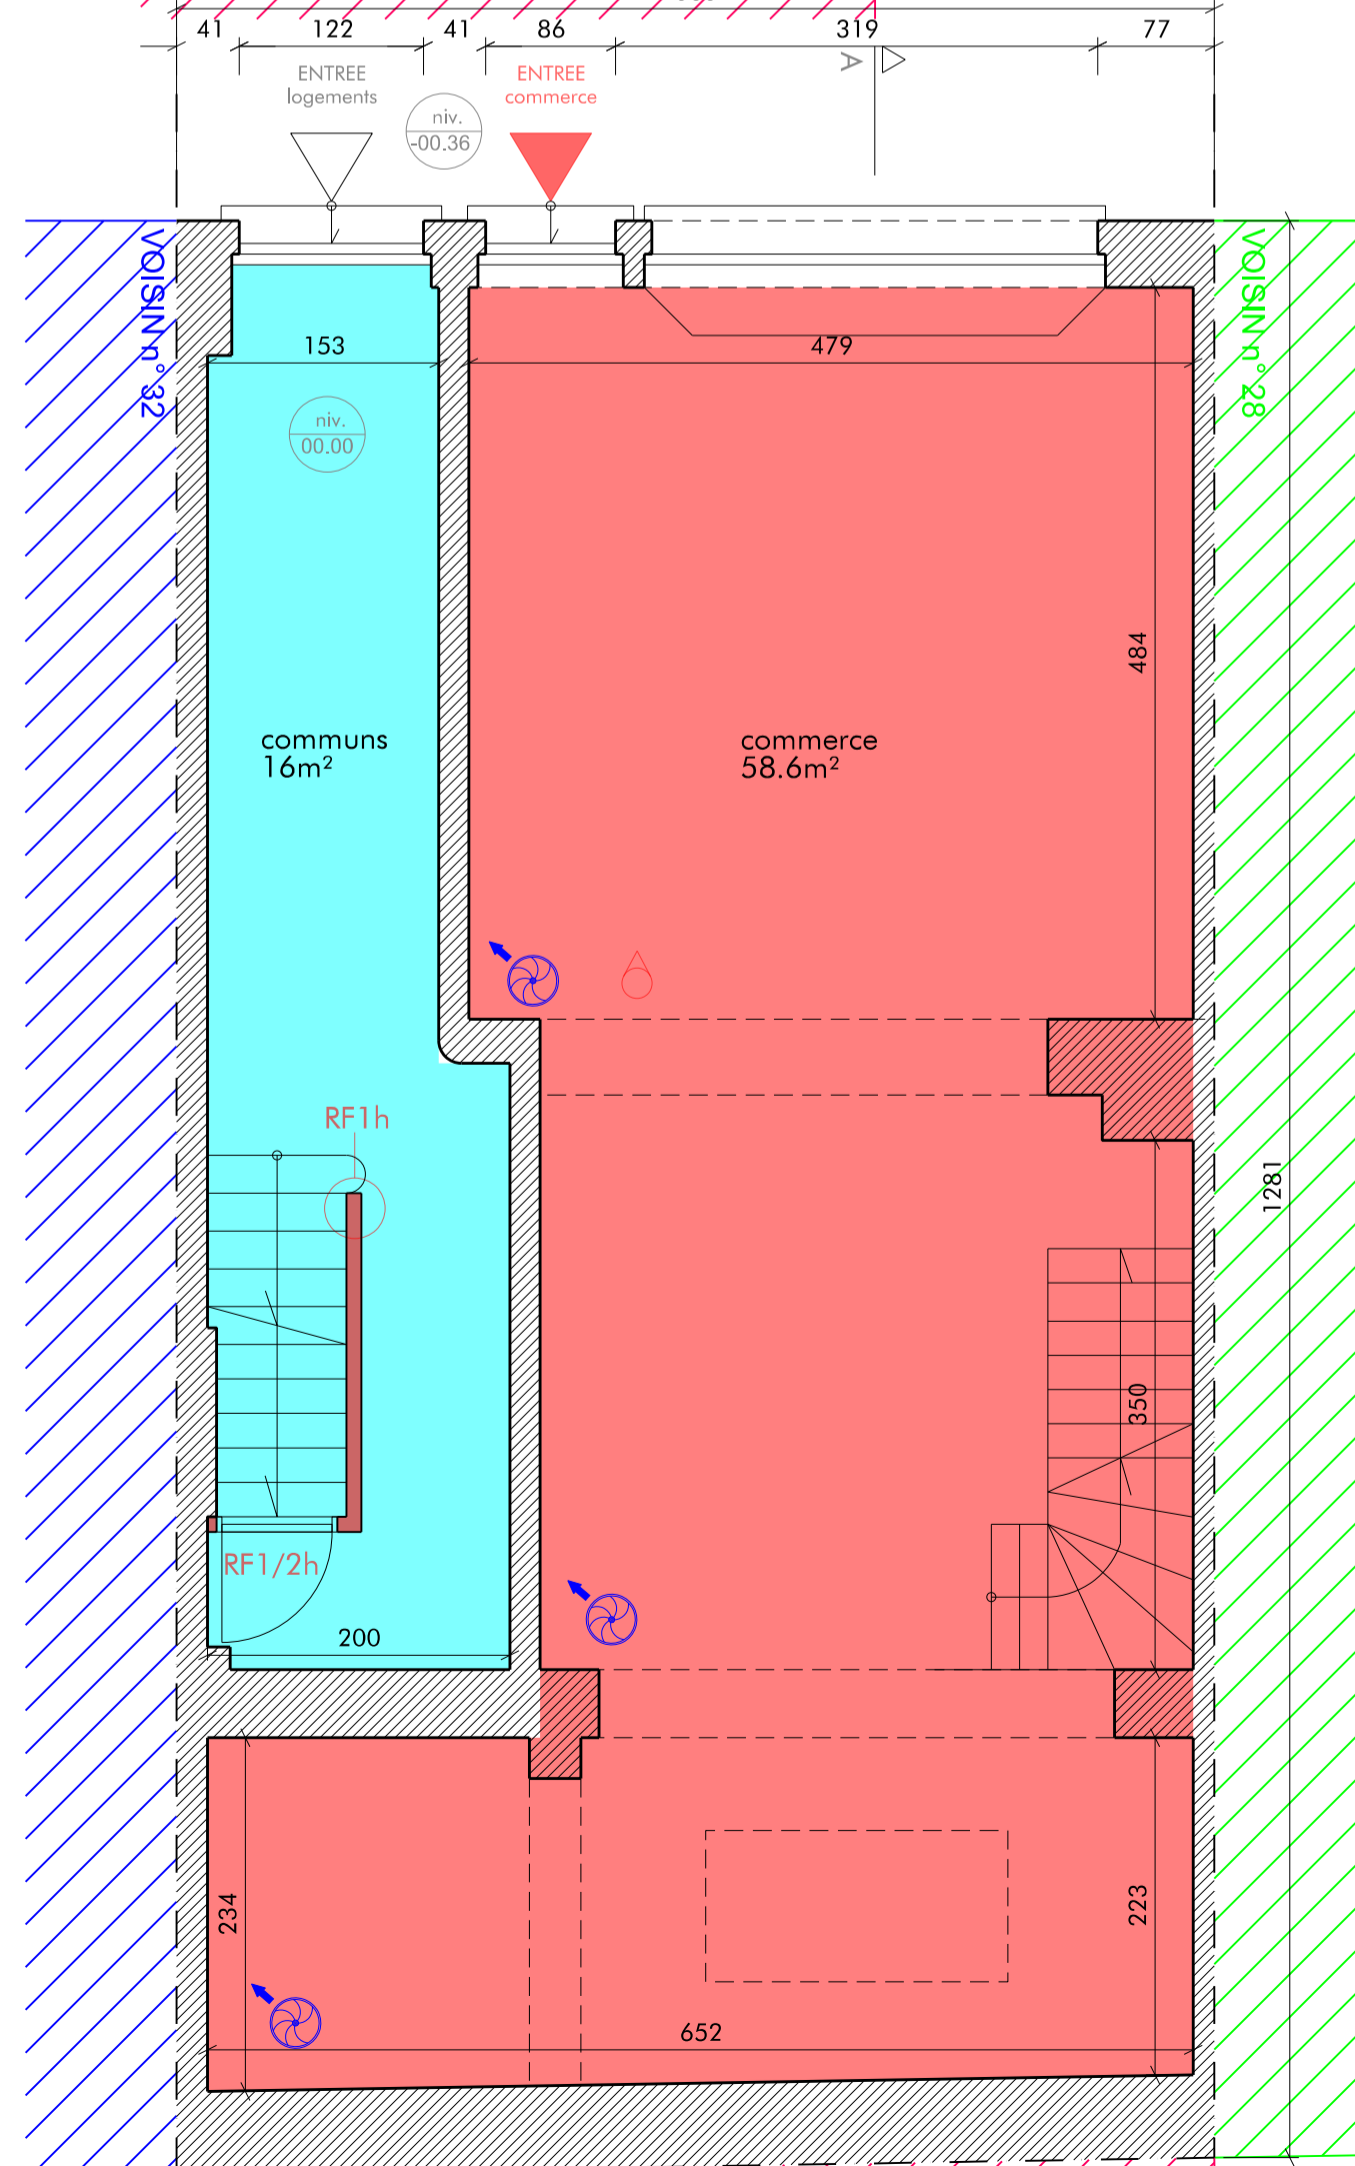 41 122 41 86 319 77
ENTREE
logements
ENTREE
commerce
A
niv.
-00.36
VOISIN n°32
VOISIN n°28
153
479
niv.
00.00
484
communs
16m²
commerce
58.6m²
RF1h
1281
350
RF1/2h
200
234
223
652